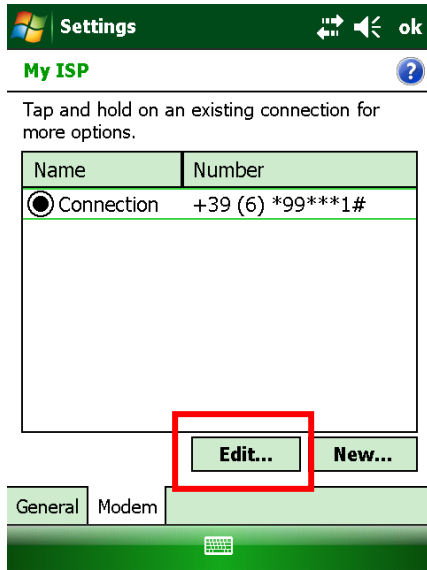 Settings ok
My ISP ?
Tap and hold on an existing connection for
more options.
Name Number
Connection +39 (6) *99***1#
Edit... New...
General Modem